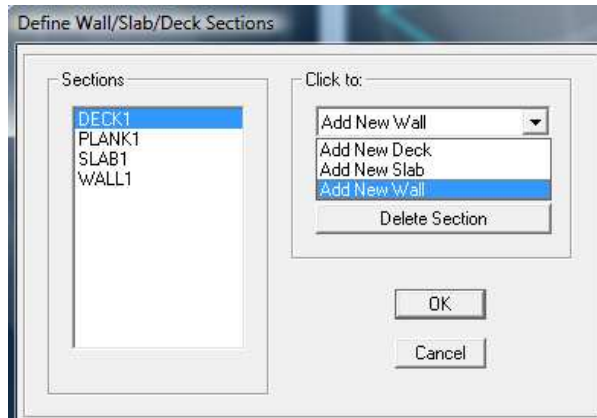 Define Wall/Slab/Deck Sections
Sections
DECK1
PLANK1
SLAB1
WALL1
Click to:
Add New Wall
Add New Deck
Add New Slab
Add New Wall
Delete Section
OK
Cancel